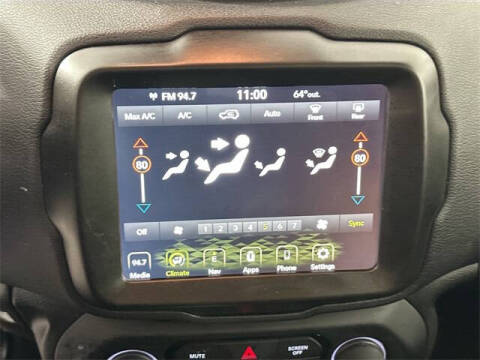 FM 94.7 11:00 64°out.
Max A/C A/C Auto Front Rear
80 80
Off 1 2 3 4 5 6 7 Sync
94.7 E
Media Climate Nav Apps Phone Settings
MUTE SCREEN OFF